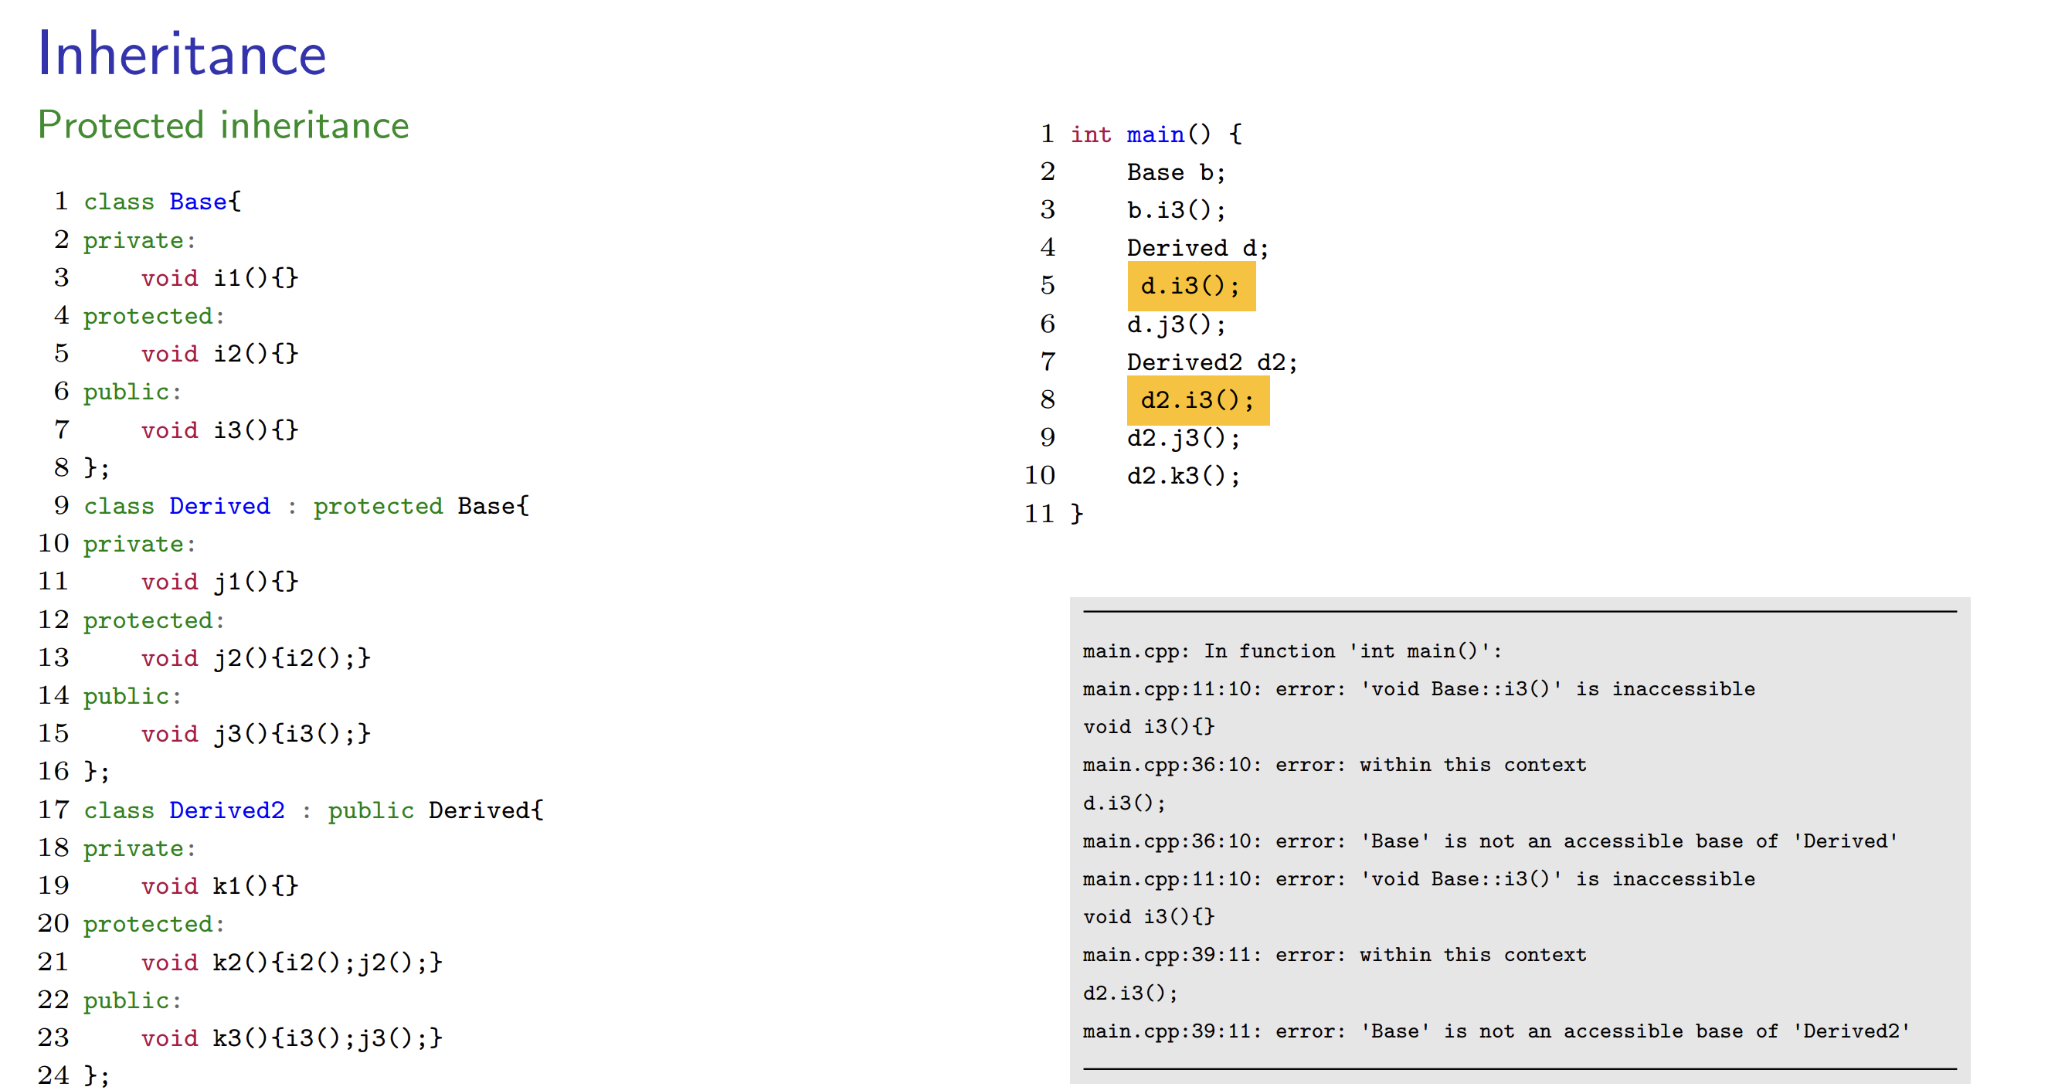 Inheritance
Protected inheritance
1 class Base{
2 private:
3     void i1(){}
4 protected:
5     void i2(){}
6 public:
7     void i3(){}
8 };
9 class Derived : protected Base{
10 private:
11     void j1(){}
12 protected:
13     void j2(){i2();}
14 public:
15     void j3(){i3();}
16 };
17 class Derived2 : public Derived{
18 private:
19     void k1(){}
20 protected:
21     void k2(){i2();j2();}
22 public:
23     void k3(){i3();j3();}
24 };
1 int main() {
2     Base b;
3     b.i3();
4     Derived d;
5     d.i3();
6     d.j3();
7     Derived2 d2;
8     d2.i3();
9     d2.j3();
10     d2.k3();
11 }
main.cpp: In function 'int main()':
main.cpp:11:10: error: 'void Base::i3()' is inaccessible
void i3(){}
main.cpp:36:10: error: within this context
d.i3();
main.cpp:36:10: error: 'Base' is not an accessible base of 'Derived'
main.cpp:11:10: error: 'void Base::i3()' is inaccessible
void i3(){}
main.cpp:39:11: error: within this context
d2.i3();
main.cpp:39:11: error: 'Base' is not an accessible base of 'Derived2'